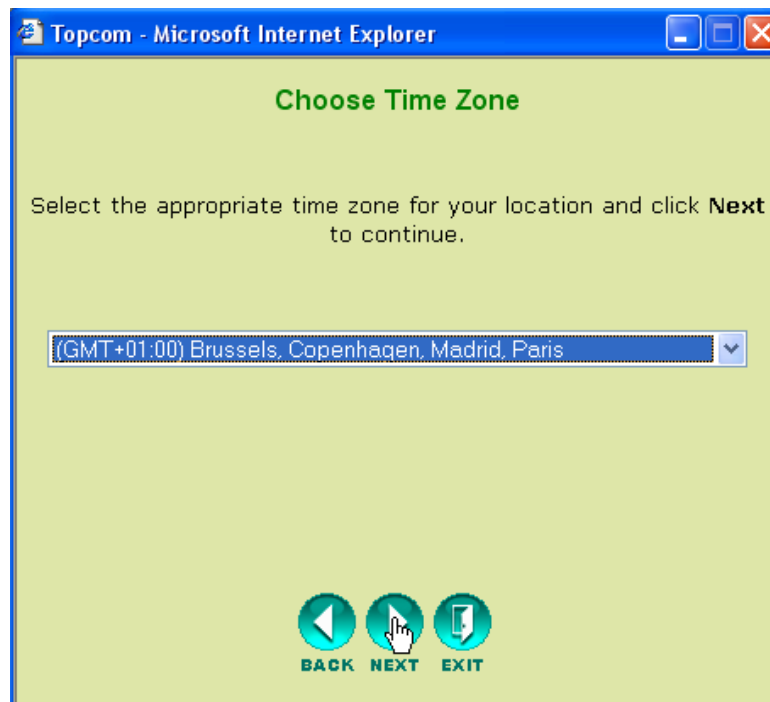 Topcom - Microsoft Internet Explorer
Choose Time Zone
Select the appropriate time zone for your location and click Next
to continue.
(GMT+01:00) Brussels, Copenhagen, Madrid, Paris
BACK NEXT EXIT